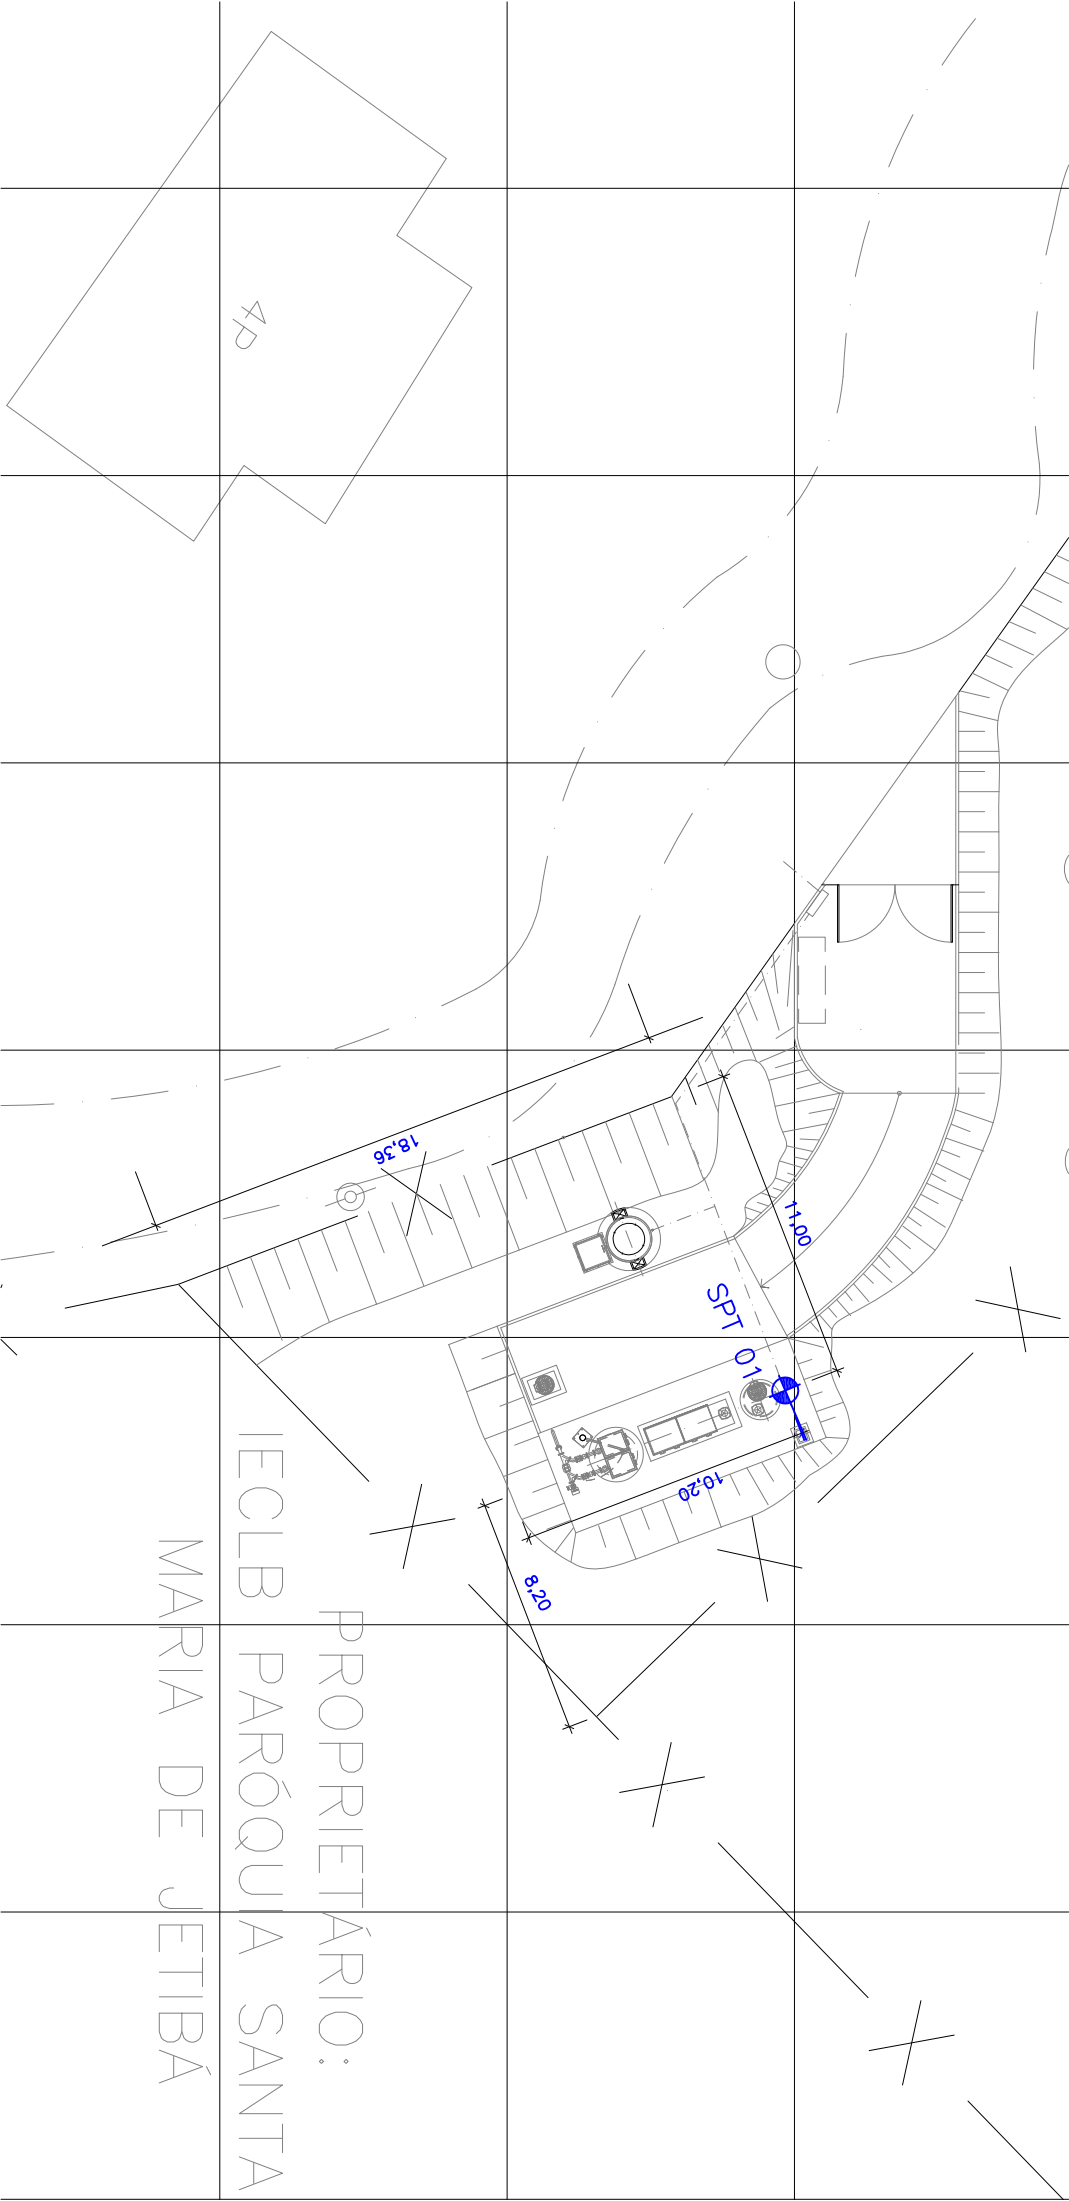 4P
18,36
11,00
SPT 01
10,20
8,20
PROPRIETÁRIO:
IECLB PARÓQUIA SANTA
MARIA DE JETIBÁ